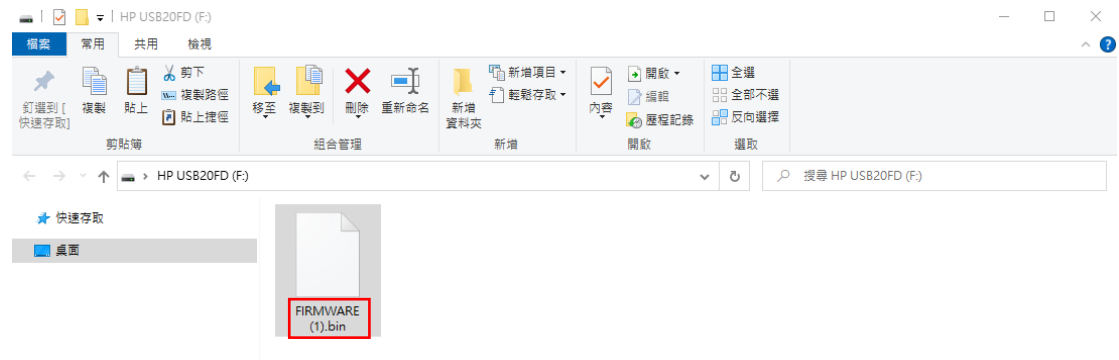 HP USB20FD (F:)
檔案 常用 共用 檢視
釘選到 [
快速存取]
複製
貼上
剪下
複製路徑
貼上捷徑
剪貼簿
移至
複製到
刪除
重新命名
組合管理
新增
資料夾
新增項目
輕鬆存取
新增
內容
開啟
編輯
歷程記錄
開啟
全選
全部不選
反向選擇
選取
HP USB20FD (F:)
搜尋 HP USB20FD (F:)
快速存取
桌面
FIRMWARE
(1).bin